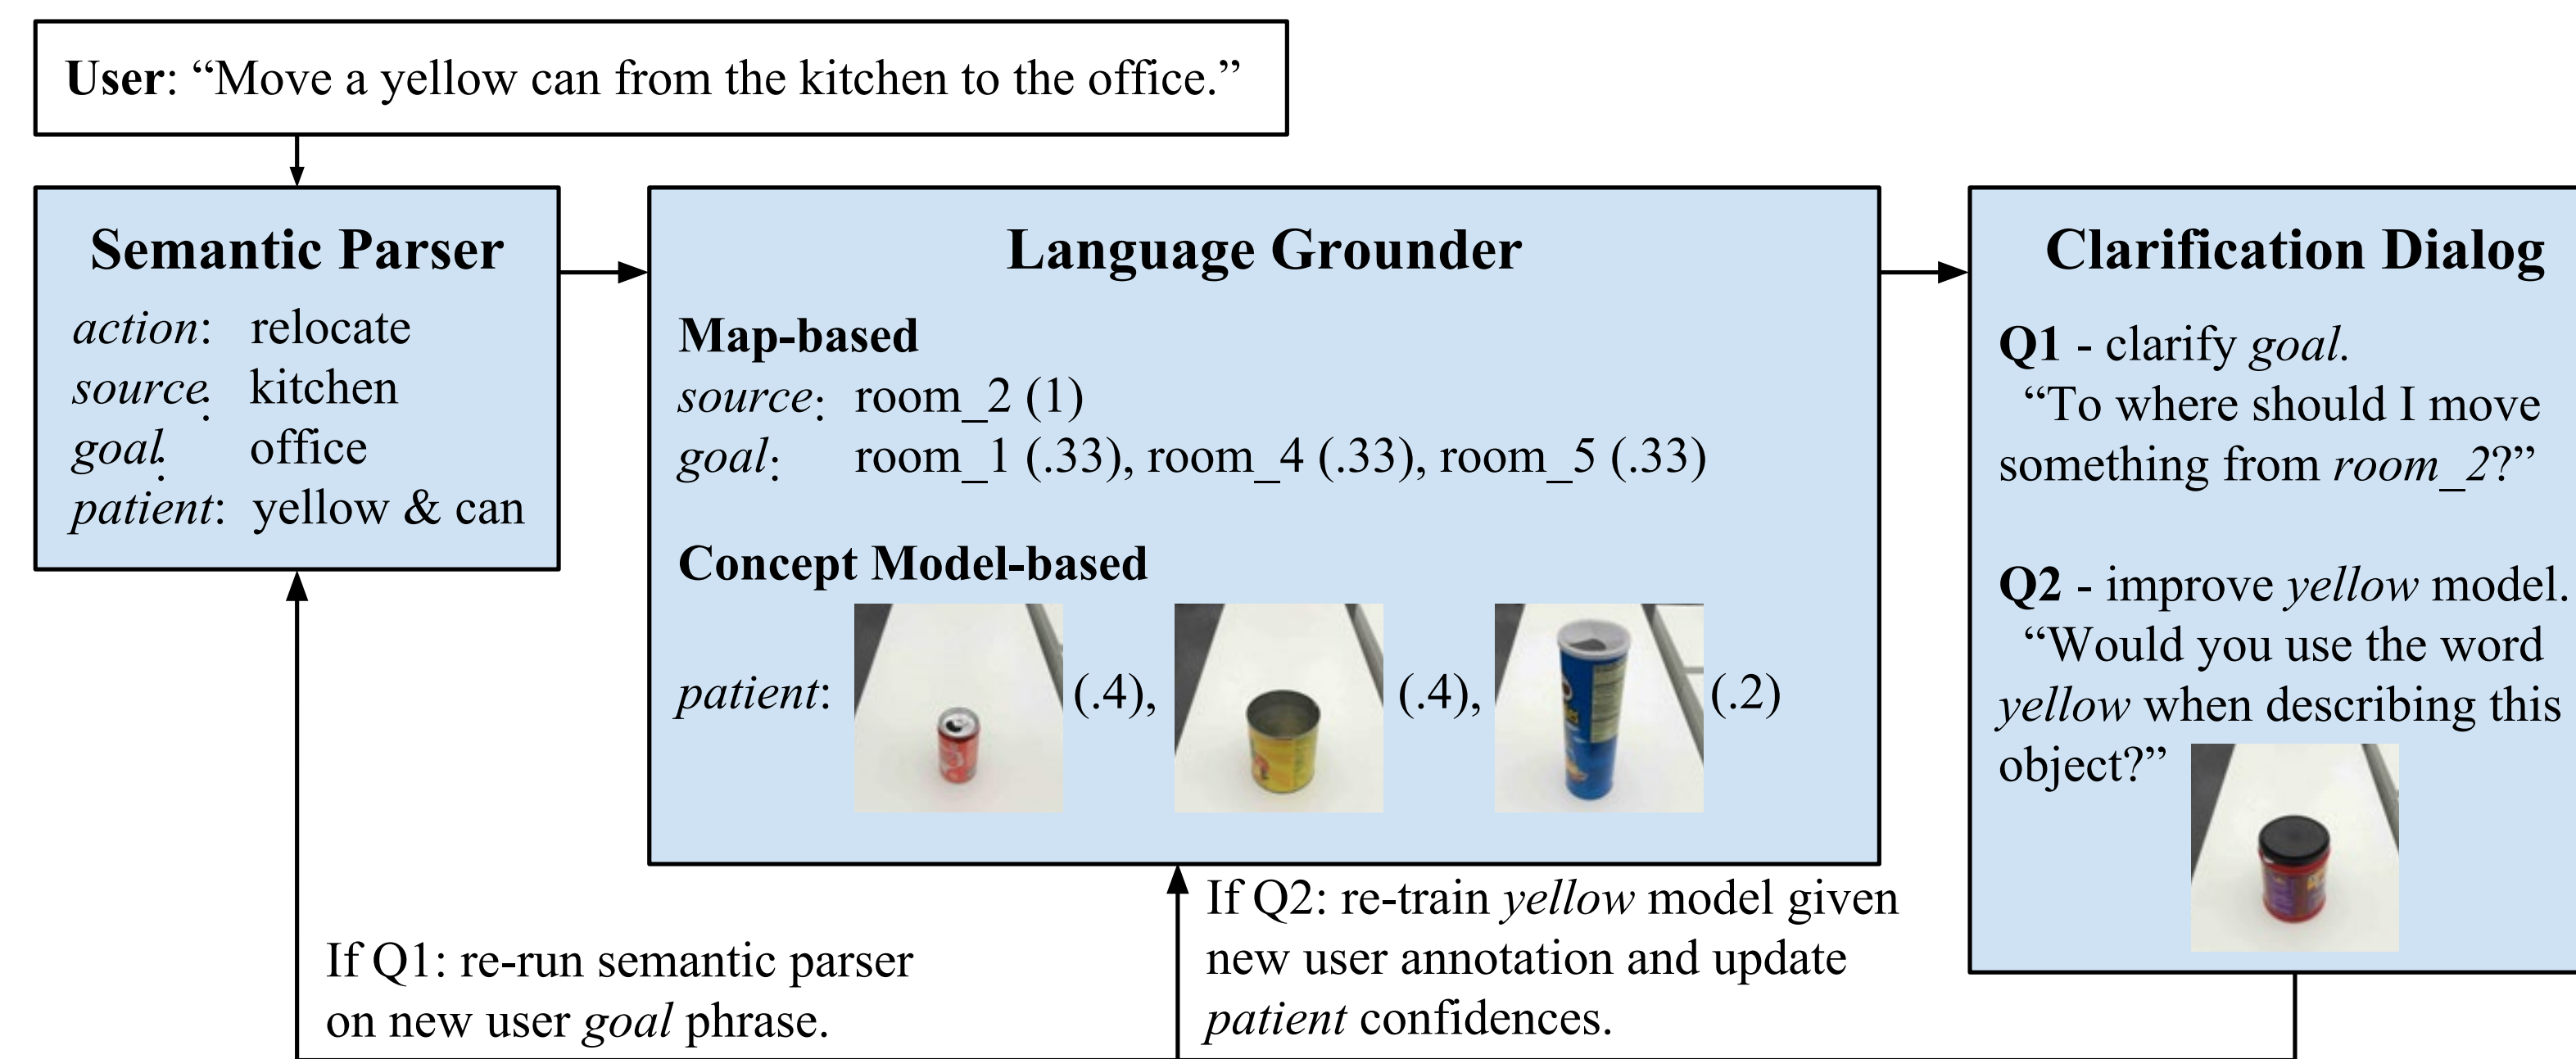 User: “Move a yellow can from the kitchen to the office.”
Semantic Parser
action: relocate
source: kitchen
goal: office
patient: yellow & can
Language Grounder
Map-based
source: room_2 (1)
goal: room_1 (.33), room_4 (.33), room_5 (.33)
Concept Model-based
patient: (.4), (.4), (.2)
Clarification Dialog
Q1 - clarify goal.
“To where should I move
something from room_2?”
Q2 - improve yellow model.
“Would you use the word
yellow when describing this
object?”
If Q1: re-run semantic parser
on new user goal phrase.
If Q2: re-train yellow model given
new user annotation and update
patient confidences.